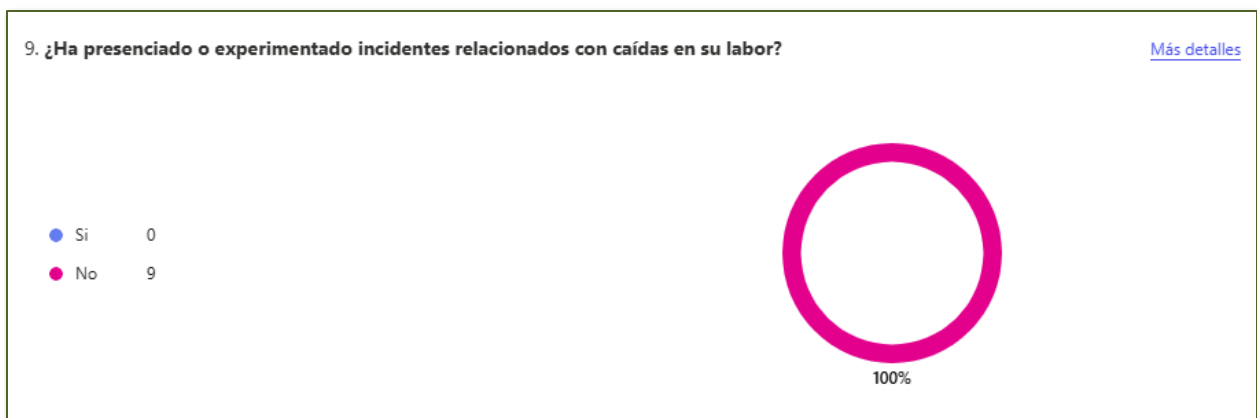 9. ¿Ha presenciado o experimentado incidentes relacionados con caídas en su labor?
Más detalles
Si 0
No 9
100%